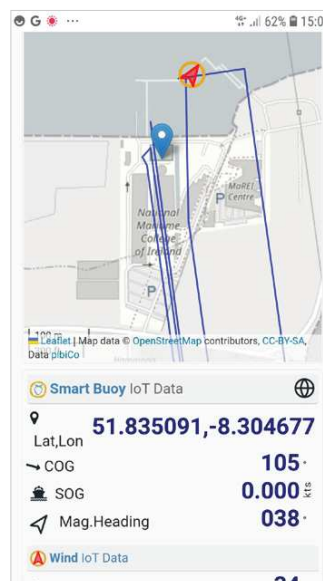 G ... 4G 62% 15:0
MaREI
Centre
P
National
Maritime
College
of Ireland
P
100 m
Leaflet | Map data © OpenStreetMap contributors, CC-BY-SA,
Data pibiCo
Smart Buoy IoT Data
Lat,Lon 51.835091,-8.304677
COG 105°
SOG 0.000 kts
Mag.Heading 038°
Wind IoT Data